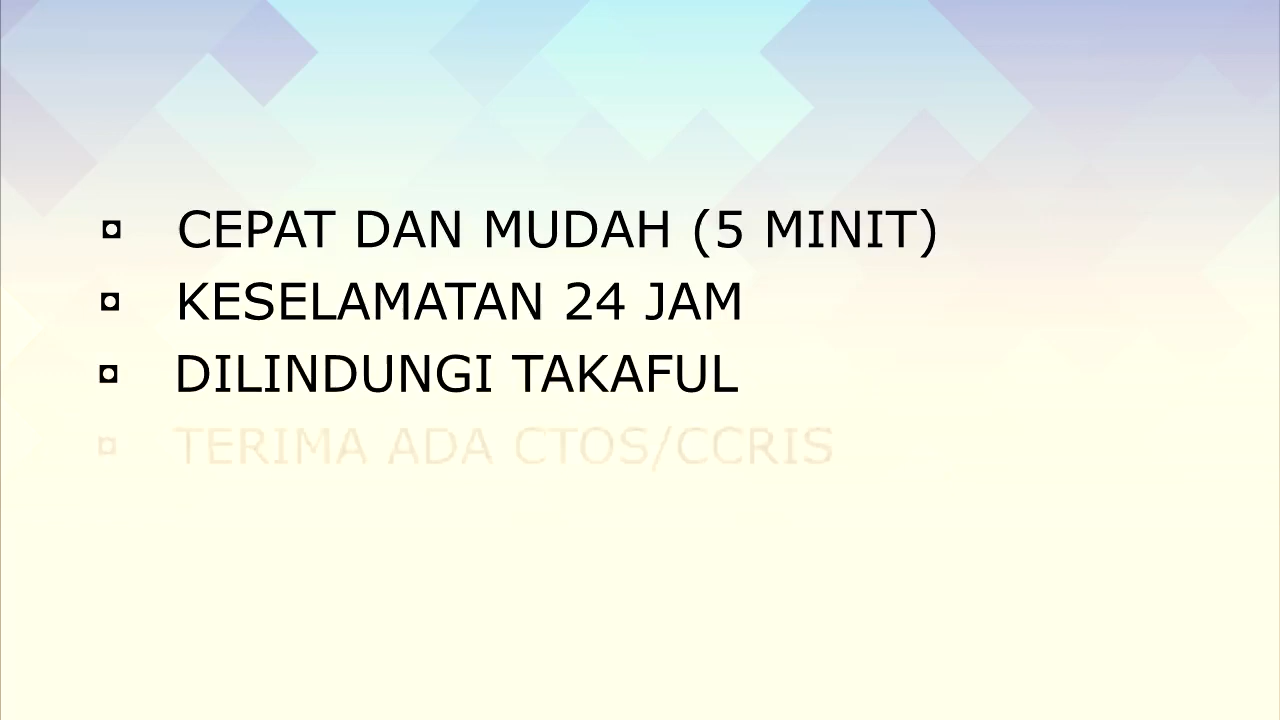 ¤ CEPAT DAN MUDAH (5 MINIT)
¤ KESELAMATAN 24 JAM
¤ DILINDUNGI TAKAFUL
¤ TERIMA ADA CTOS/CCRIS